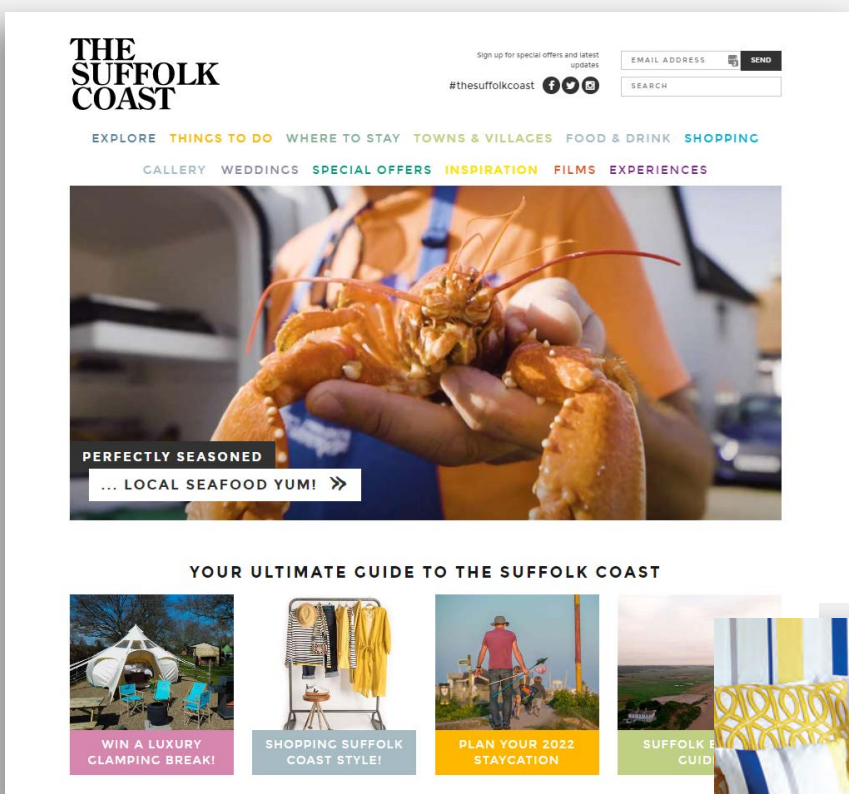 THE
SUFFOLK
COAST
Sign up for special offers and latest
updates
#thesuffolkcoast
EMAIL ADDRESS
SEND
SEARCH
EXPLORE THINGS TO DO WHERE TO STAY TOWNS & VILLAGES FOOD & DRINK SHOPPING
GALLERY WEDDINGS SPECIAL OFFERS INSPIRATION FILMS EXPERIENCES
PERFECTLY SEASONED
... LOCAL SEAFOOD YUM!
YOUR ULTIMATE GUIDE TO THE SUFFOLK COAST
WIN A LUXURY
GLAMPING BREAK!
SHOPPING SUFFOLK
COAST STYLE!
PLAN YOUR 2022
STAYCATION
SUFFOLK